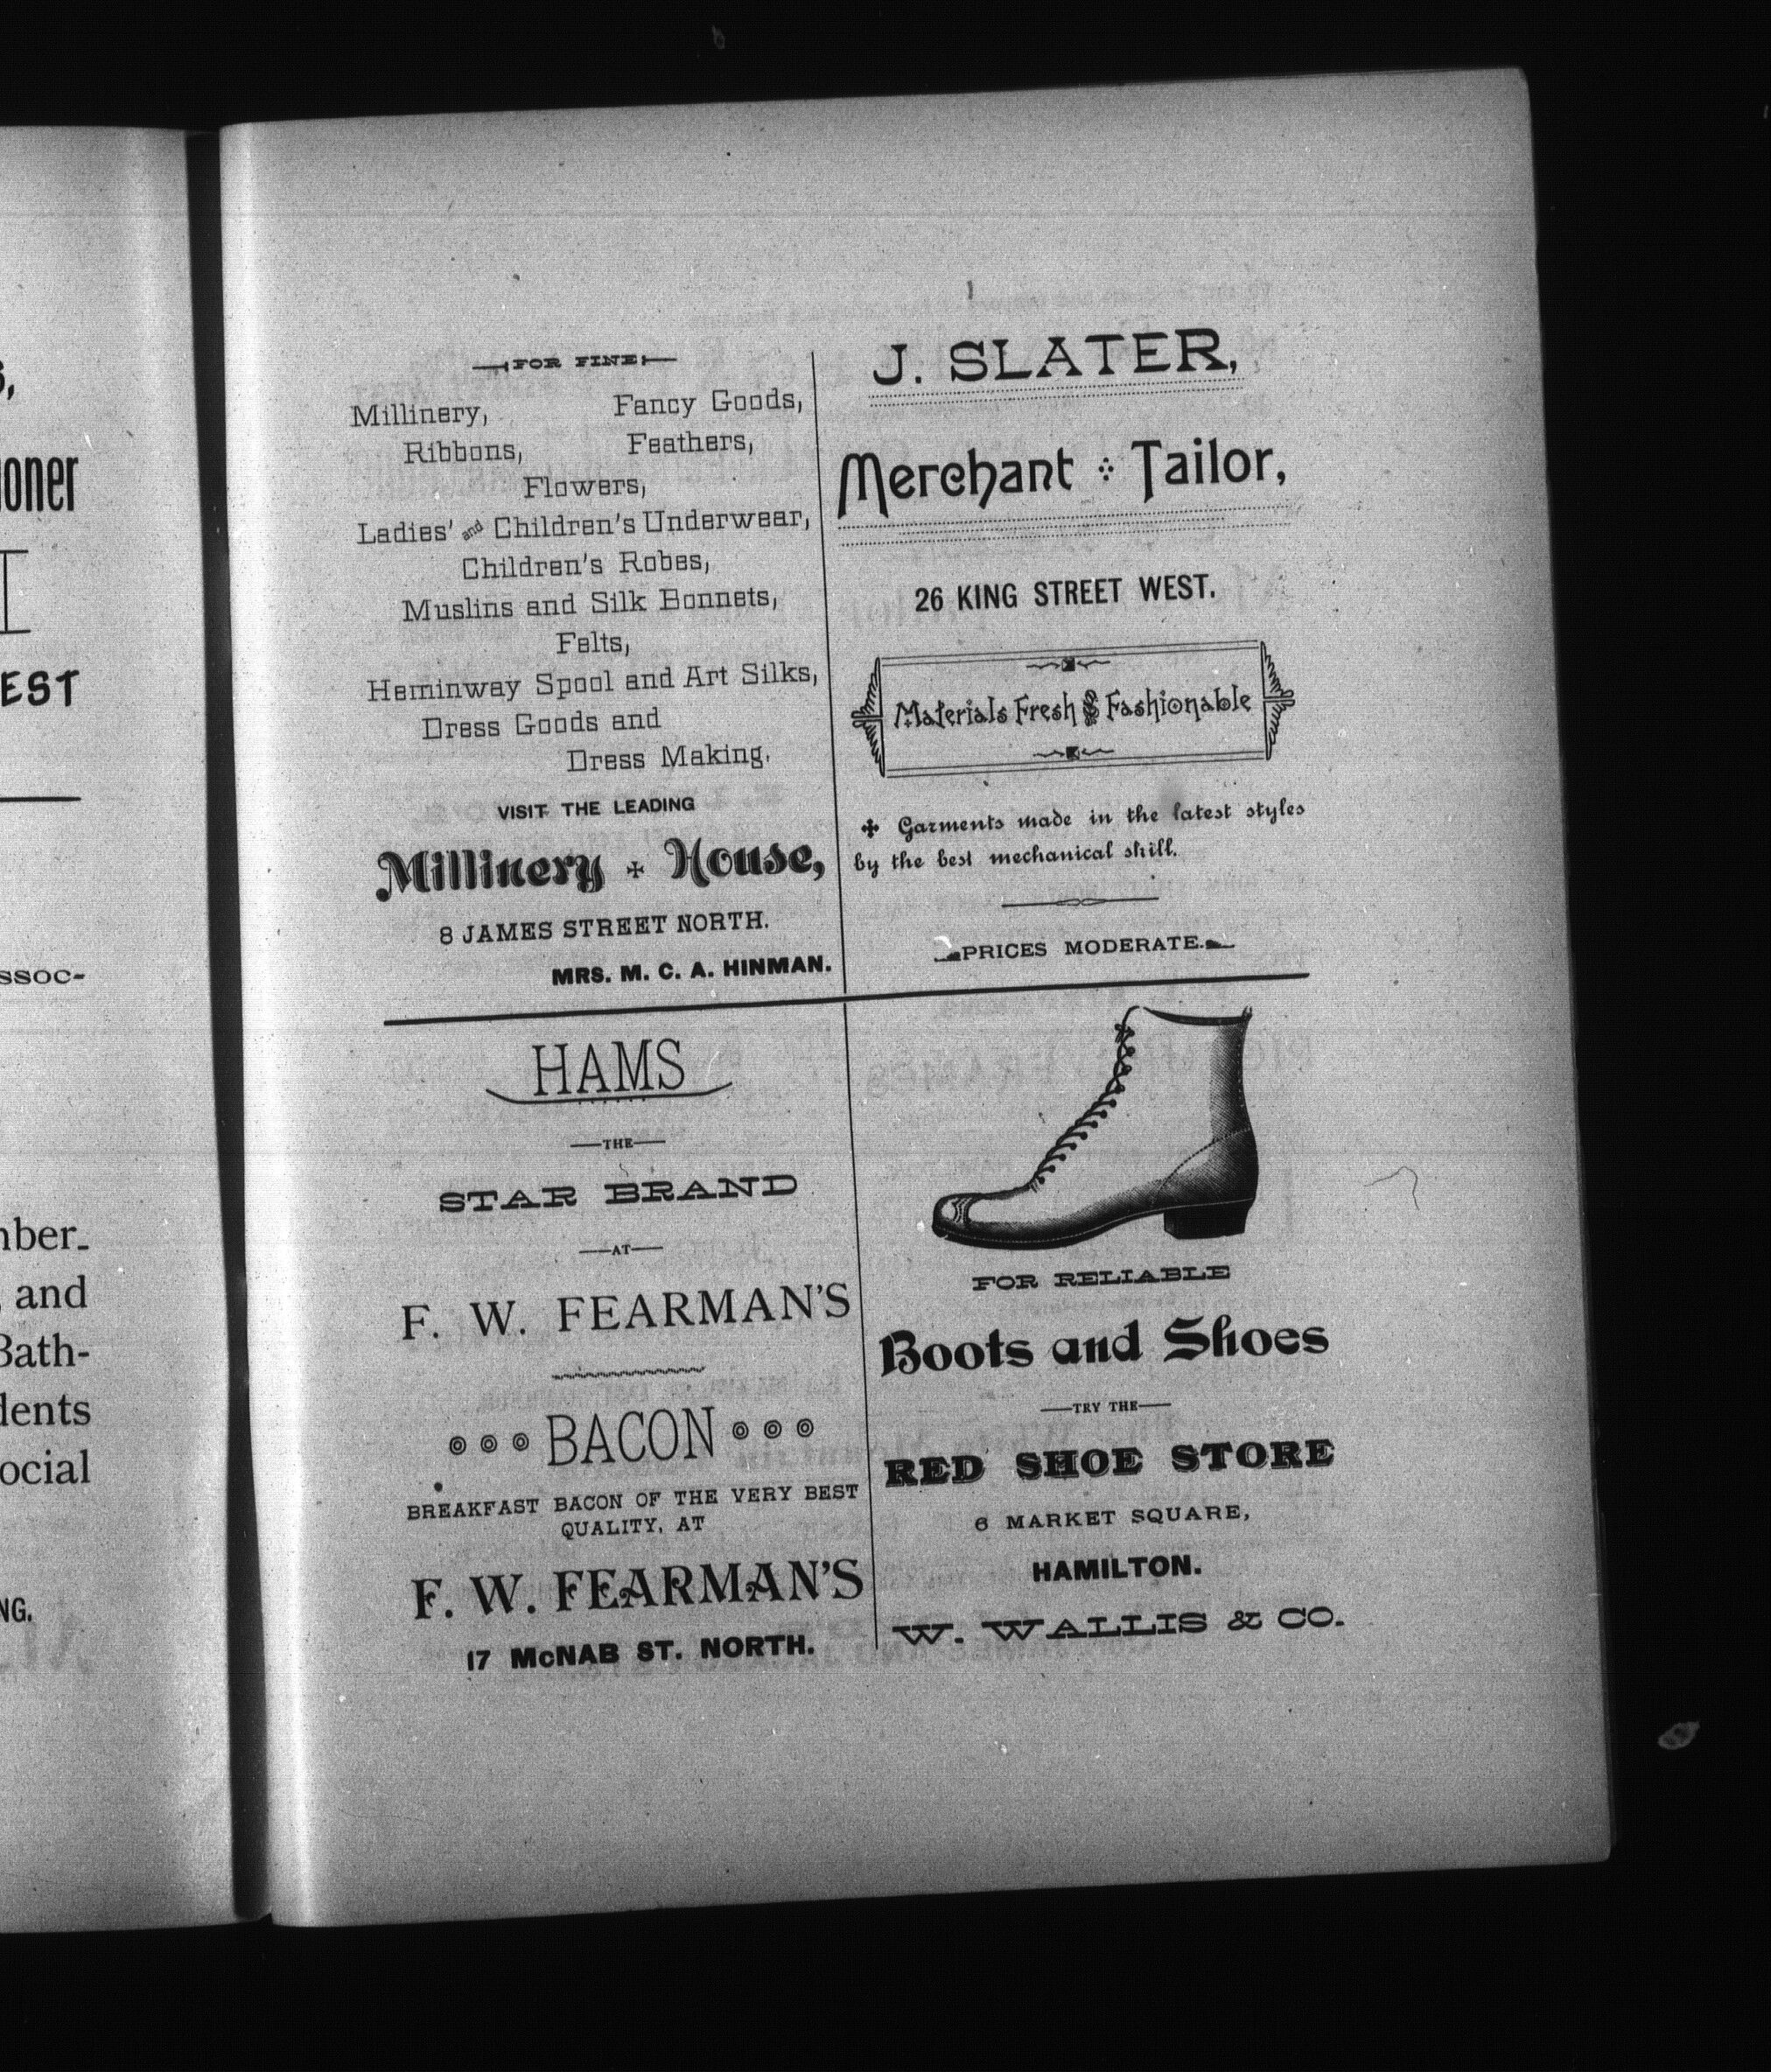 oner
EST
ssoc-
nber-
, and
Bath-
dents
ocial
NG.
FOR FINE
Millinery, Fancy Goods,
Ribbons, Feathers,
Flowers,
Ladies' and Children's Underwear,
Children's Robes,
Muslins and Silk Bonnets,
Felts,
Heminway Spool and Art Silks,
Dress Goods and
Dress Making.
VISIT THE LEADING
Millinery House,
8 JAMES STREET NORTH.
MRS. M. C. A. HINMAN.
J. SLATER,
Merchant Tailor,
26 KING STREET WEST.
Materials Fresh & Fashionable
Garments made in the latest styles
by the best mechanical skill.
PRICES MODERATE.
HAMS
THE
STAR BRAND
AT
F. W. FEARMAN'S
BACON
BREAKFAST BACON OF THE VERY BEST
QUALITY, AT
F. W. FEARMAN'S
17 McNAB ST. NORTH.
FOR RELIABLE
Boots and Shoes
TRY THE
RED SHOE STORE
6 MARKET SQUARE,
HAMILTON.
W. WALLIS & CO.